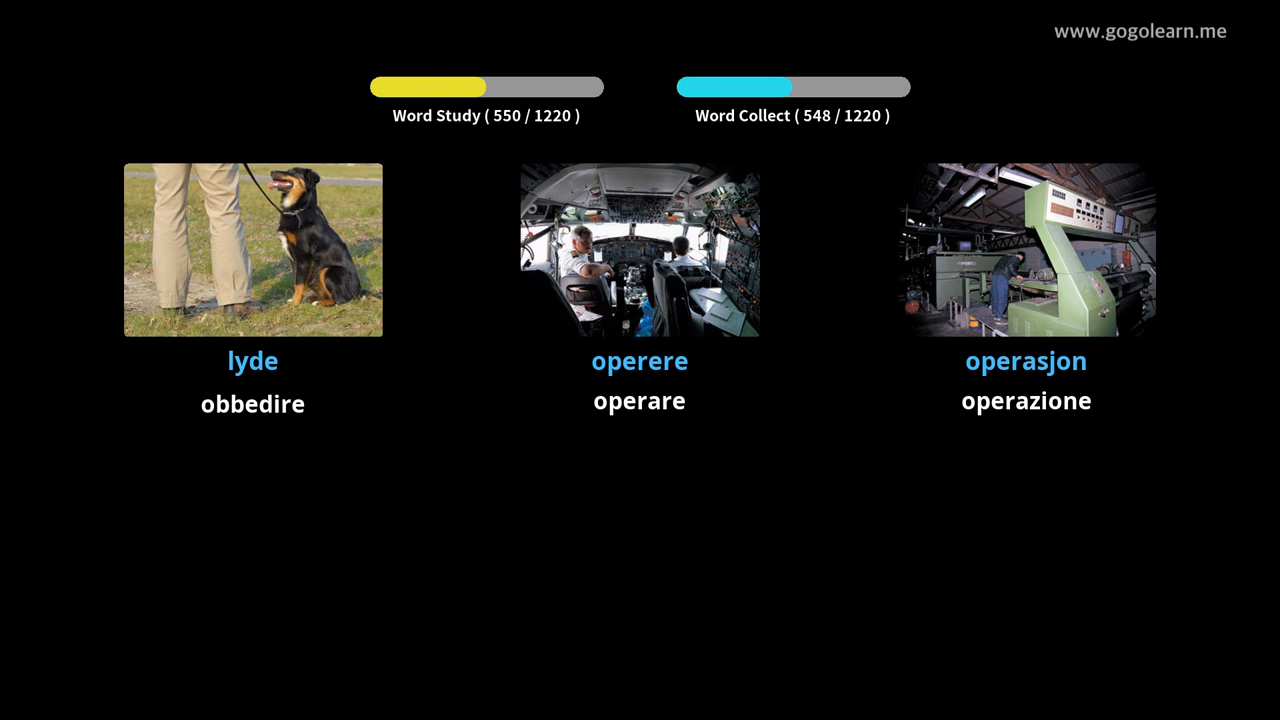 www.gogolearn.me
Word Study ( 550 / 1220 )
Word Collect ( 548 / 1220 )
lyde
obbedire
operere
operare
operasjon
operazione